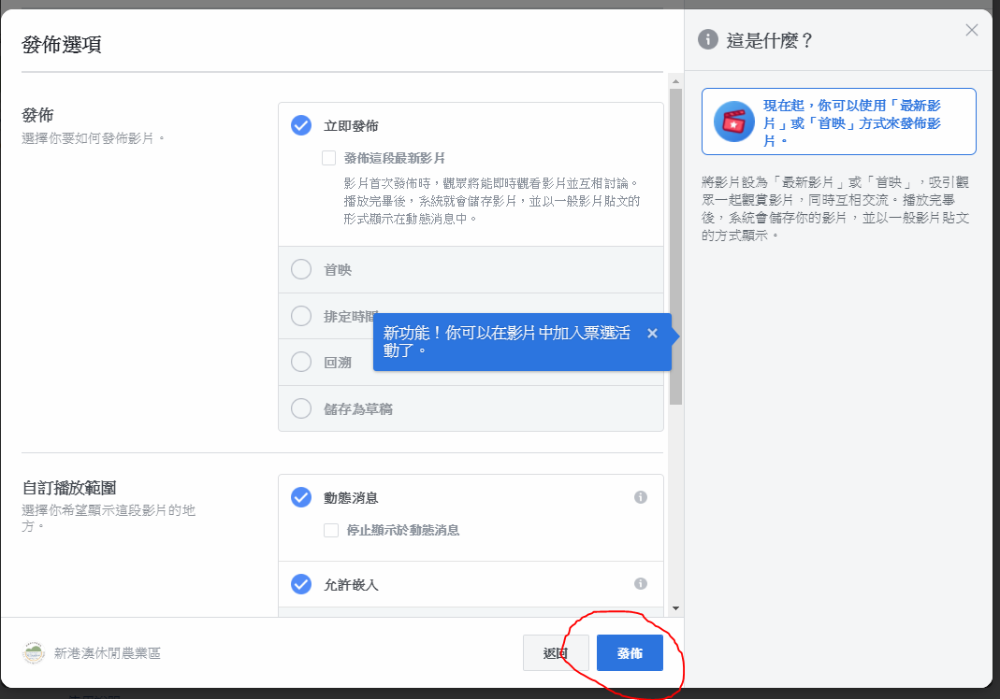 發佈選項
這是什麼？
發佈
選擇你要如何發佈影片。
立即發佈
發佈這段最新影片
影片首次發佈時，觀眾將能即時觀看影片並互相討論。
播放完畢後，系統就會儲存影片，並以一般影片貼文的
形式顯示在動態消息中。
首映
排定時間
新功能！你可以在影片中加入票選活
動了。
回溯
儲存為草稿
自訂播放範圍
選擇你希望顯示這段影片的地
方。
動態消息
停止顯示於動態消息
允許嵌入
新港澳休閒農業區
返回
發佈
現在起，你可以使用「最新影
片」或「首映」方式來發佈影
片。
將影片設為「最新影片」或「首映」，吸引觀
眾一起觀賞影片，同時互相交流。播放完畢
後，系統會儲存你的影片，並以一般影片貼文
的方式顯示。